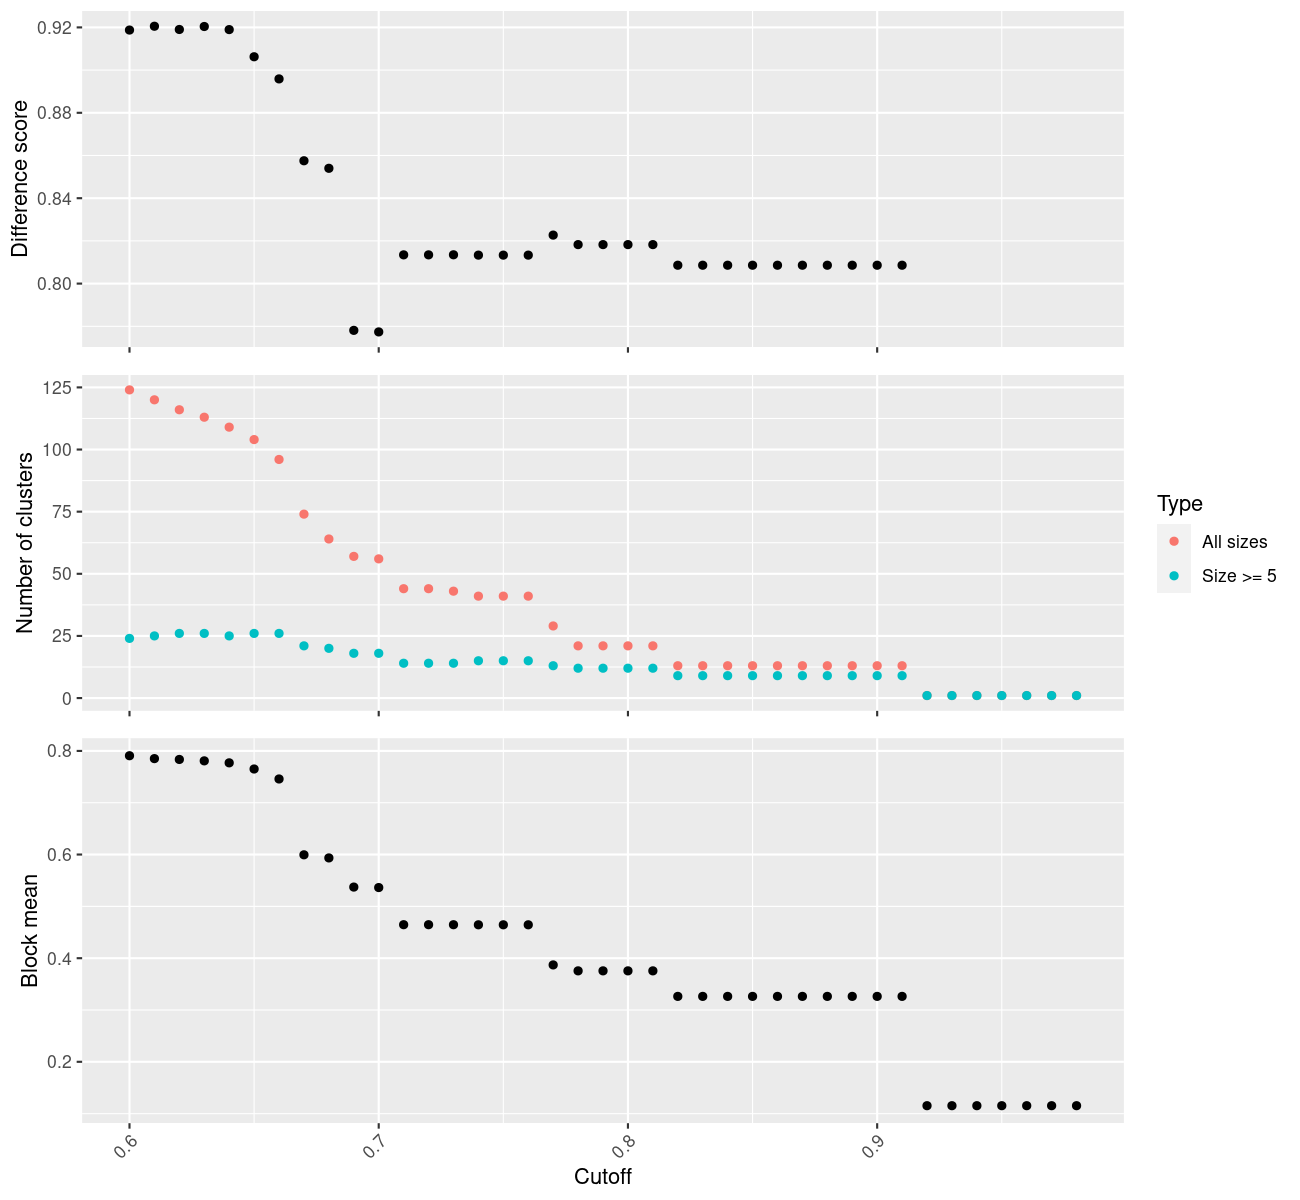 Difference score
0.92
0.88
0.84
0.80
Number of clusters
125
100
75
50
25
0
Type
All sizes
Size >= 5
Block mean
0.8
0.6
0.4
0.2
0.6 0.7 0.8 0.9
Cutoff